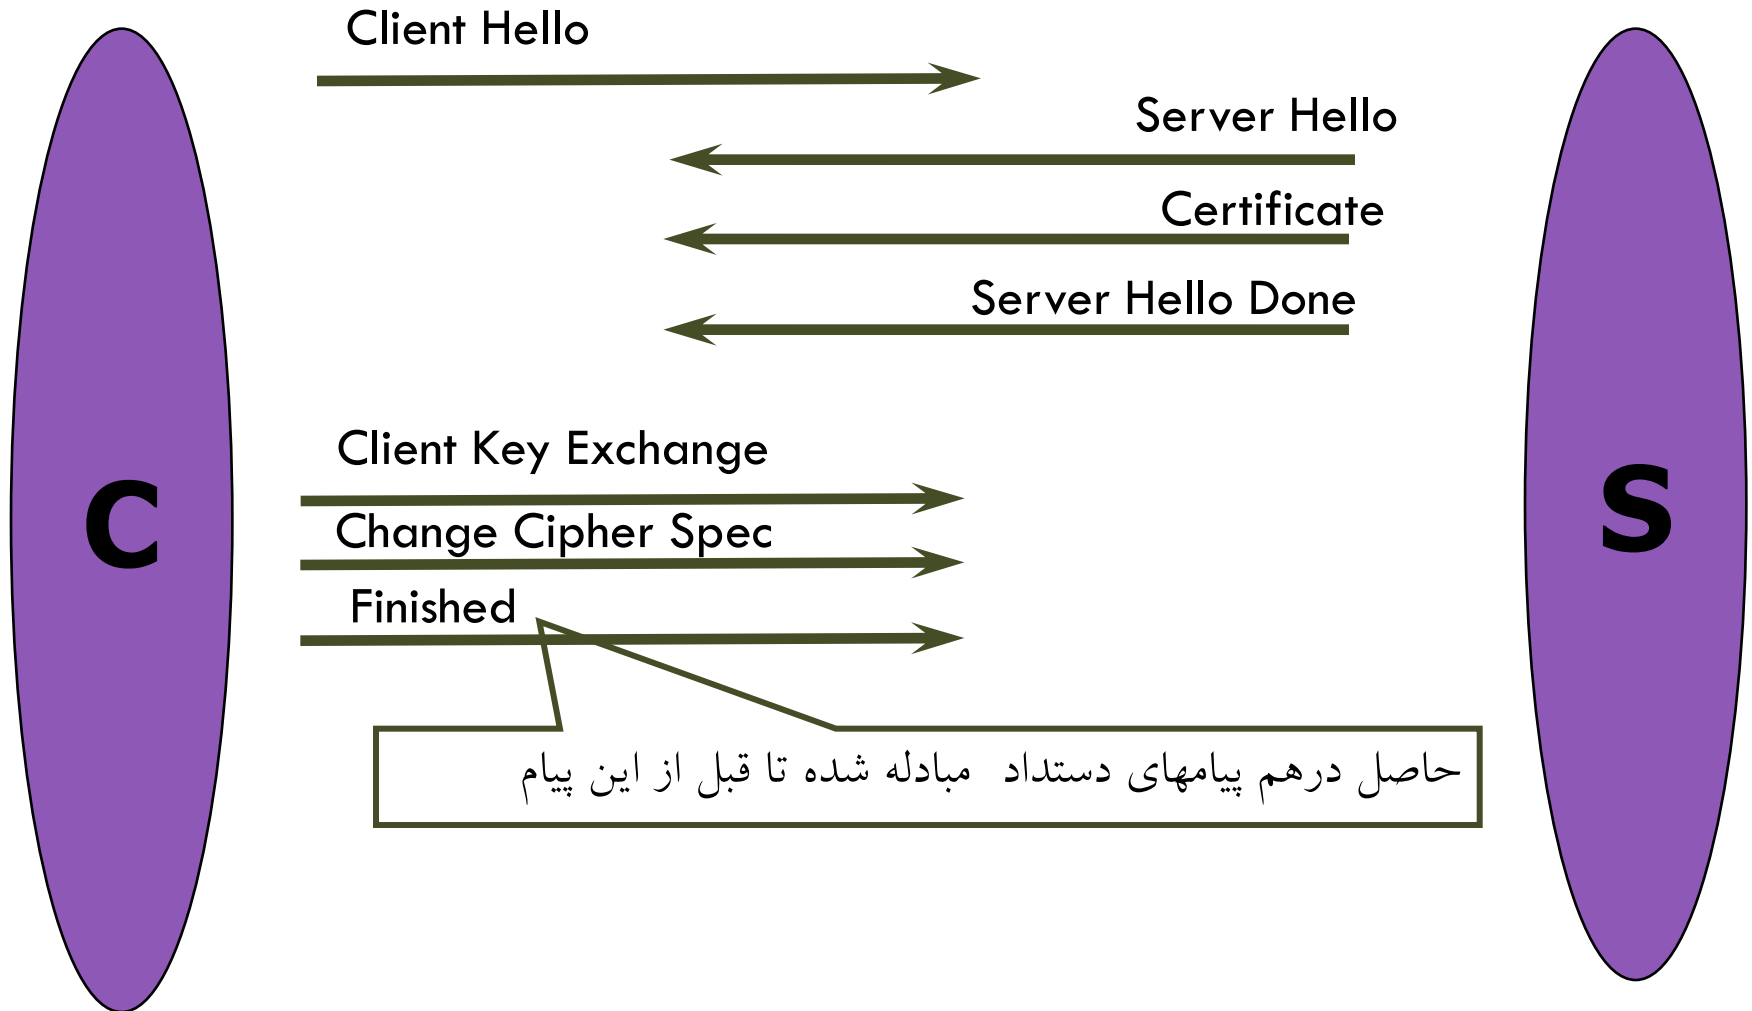 Client Hello
Server Hello
Certificate
Server Hello Done
Client Key Exchange
C
S
Change Cipher Spec
Finished
حاصل درهم پیامهای دستداد مبادله شده تا قبل از این پیام